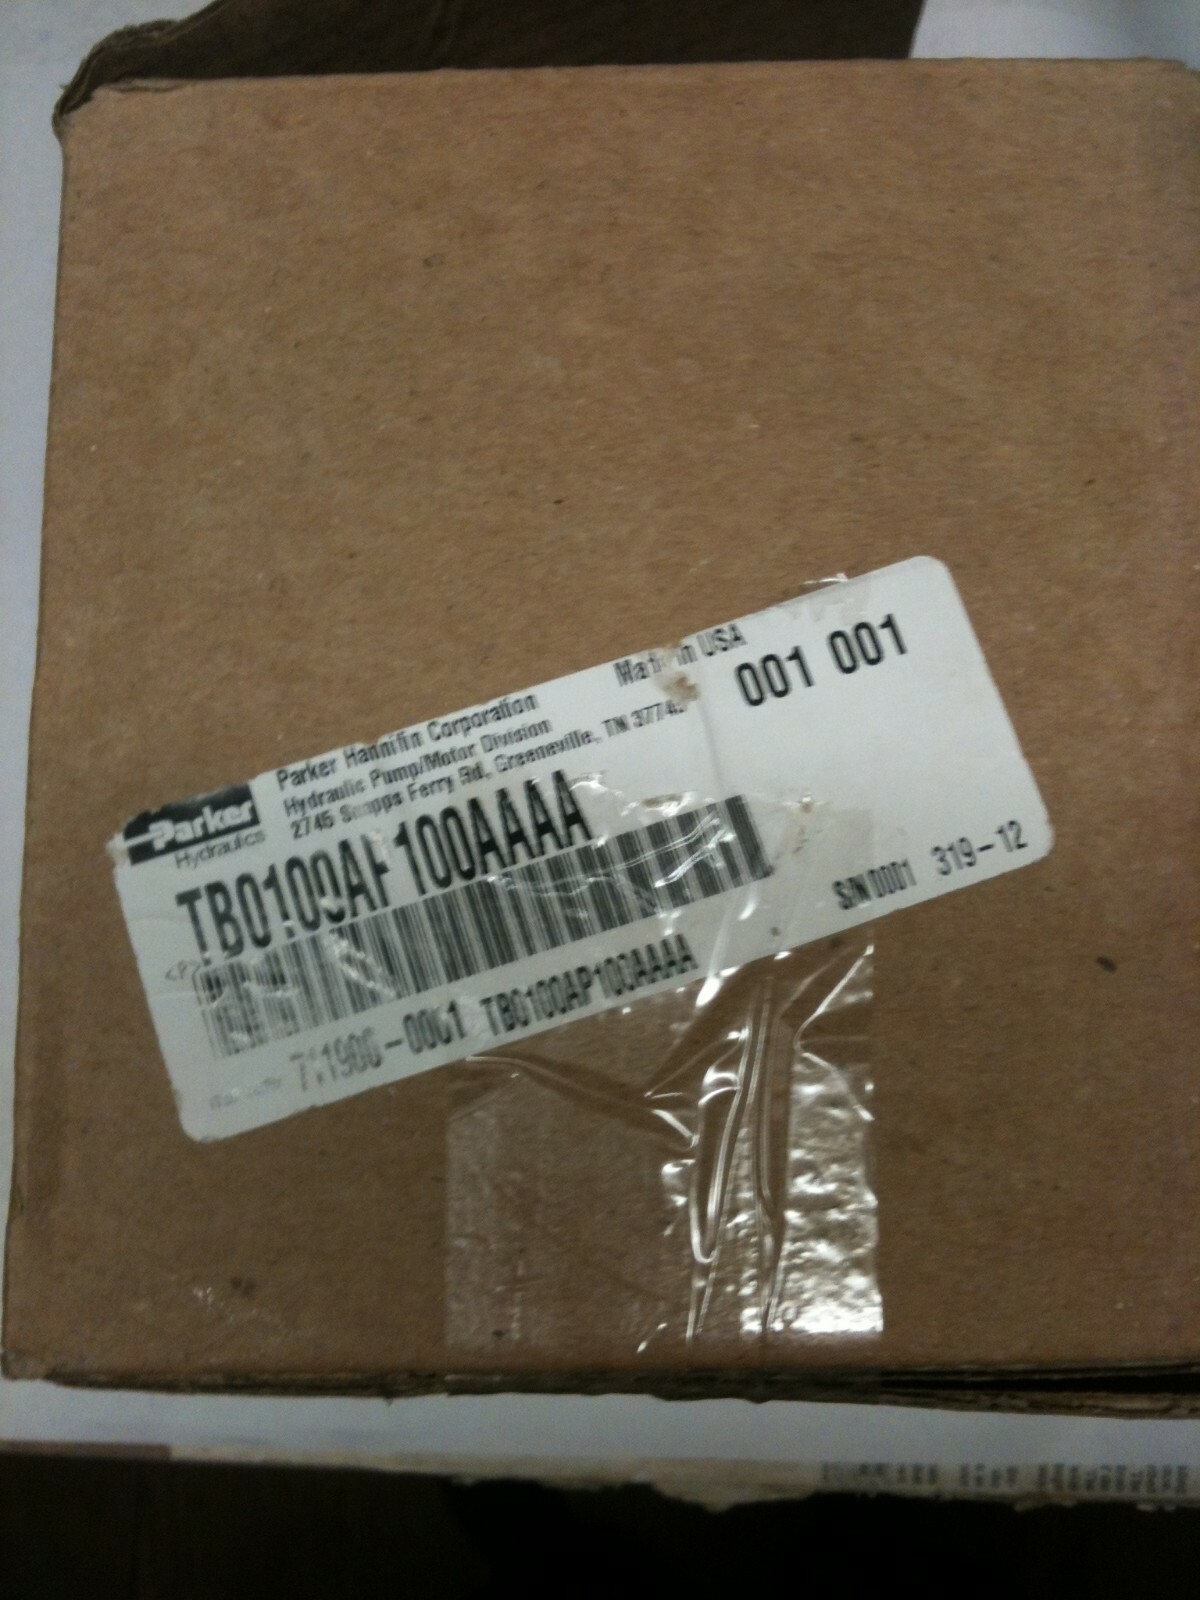 Parker
Hydraulics
Parker Hannifin Corporation
Hydraulic Pump/Motor Division
2745 Snapps Ferry Rd, Greeneville, TN
in USA
001 001
TB0100AP100AAAA
TB0100AP100AAAA
S/N 0001 319-12